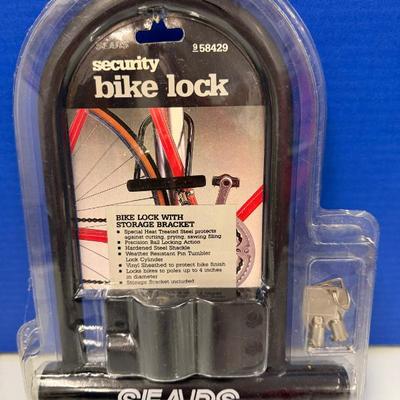 SEARS
9 58429
security
bike lock
BIKE LOCK WITH
STORAGE BRACKET
Special Heat Treated Steel protects
against cutting, prying, sawing
Precision Ball Locking Action
Hardened Steel Shackle
Weather Resistant Pin Tumbler
Lock Cylinder
Vinyl Sheathed to protect bike finish
Locks bikes to poles up to 4 inches
in diameter
Storage Bracket included
SEARS